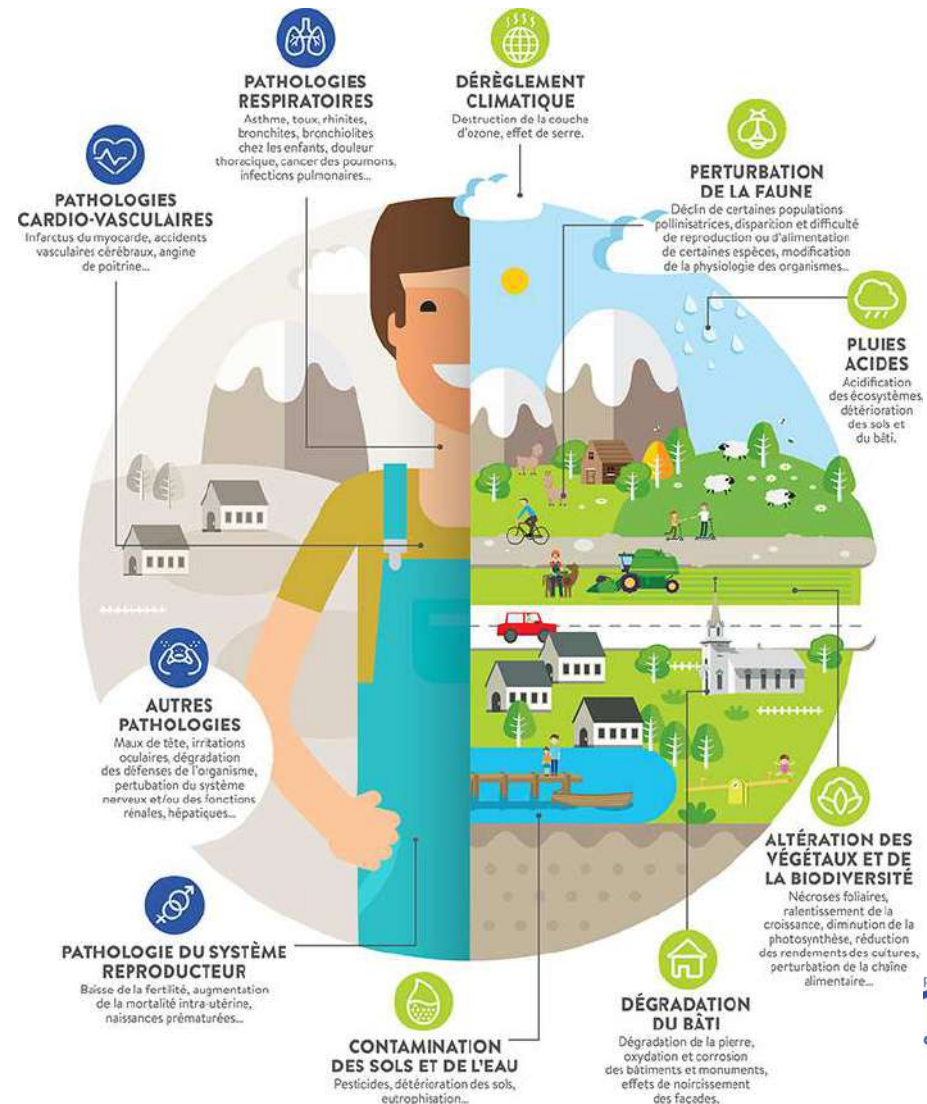 PATHOLOGIES
RESPIRATOIRES
Asthme, toux, rhinites,
bronchites, bronchiolites
chez les enfants, douleur
thoracique, cancer des poumons,
infections pulmonaires...
DÉRÈGLEMENT
CLIMATIQUE
Destruction de la couche
d'ozone, effet de serre.
PATHOLOGIES
CARDIO-VASCULAIRES
Infarctus du myocarde, accidents
vasculaires cérébraux, angine
de poitrine...
PERTURBATION
DE LA FAUNE
Déclin de certaines populations
pollinisatrices, disparition et difficulté
de reproduction ou d'alimentation
de certaines espèces, modification
de la physiologie des organismes...
PLUIES
ACIDES
Acidification
des écosystèmes,
détérioration
des sols et
du bâti.
AUTRES
PATHOLOGIES
Maux de tête, irritations
oculaires, dégradation
des défenses de l'organisme,
pertubation du système
nerveux et/ou des fonctions
rénales, hépatiques...
ALTÉRATION DES
VÉGÉTAUX ET DE
LA BIODIVERSITÉ
Nécroses foliaires,
ralentissement de la
croissance, diminution de la
photosynthèse, réduction
des rendements des cultures,
perturbation de la chaîne
alimentaire...
PATHOLOGIE DU SYSTÈME
REPRODUCTEUR
Baisse de la fertilité, augmentation
de la mortalité intra-utérine,
naissances prématurées...
DÉGRADATION
DU BÂTI
Dégradation de la pierre,
oxydation et corrosion
des bâtiments et monuments,
effets de noircissement
des façades.
CONTAMINATION
DES SOLS ET DE L'EAU
Pesticides, détérioration des sols,
eutrophisation...